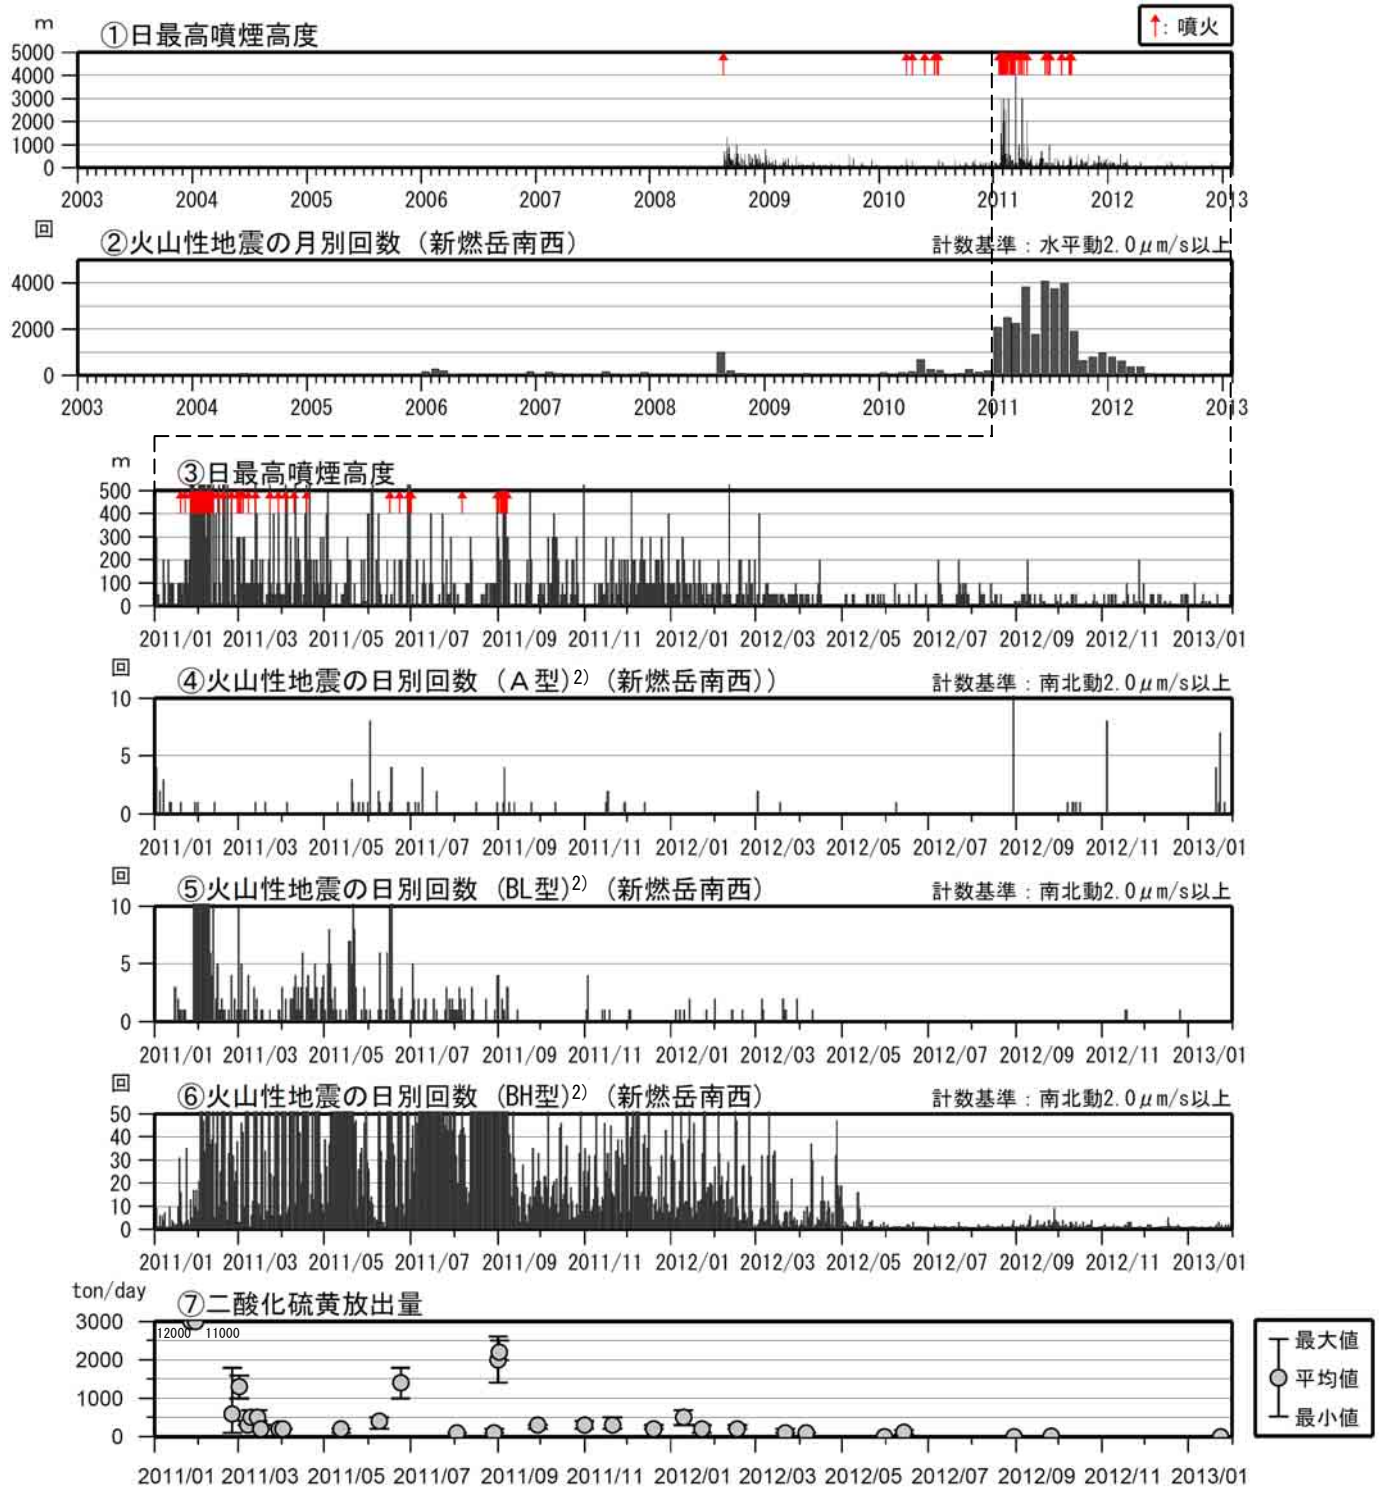 m
①日最高噴煙高度
↑: 噴火
5000
4000
3000
2000
1000
0
2003 2004 2005 2006 2007 2008 2009 2010 2011 2012 2013
回
②火山性地震の月別回数（新燃岳南西）
計数基準：水平動2.0μm/s以上
4000
2000
0
2003 2004 2005 2006 2007 2008 2009 2010 2011 2012 2013
m
③日最高噴煙高度
500
400
300
200
100
0
2011/01 2011/03 2011/05 2011/07 2011/09 2011/11 2012/01 2012/03 2012/05 2012/07 2012/09 2012/11 2013/01
回
④火山性地震の日別回数（A型）2)（新燃岳南西））
計数基準：南北動2.0μm/s以上
10
5
0
2011/01 2011/03 2011/05 2011/07 2011/09 2011/11 2012/01 2012/03 2012/05 2012/07 2012/09 2012/11 2013/01
回
⑤火山性地震の日別回数（BL型）2)（新燃岳南西）
計数基準：南北動2.0μm/s以上
10
5
0
2011/01 2011/03 2011/05 2011/07 2011/09 2011/11 2012/01 2012/03 2012/05 2012/07 2012/09 2012/11 2013/01
回
⑥火山性地震の日別回数（BH型）2)（新燃岳南西）
計数基準：南北動2.0μm/s以上
50
40
30
20
10
0
2011/01 2011/03 2011/05 2011/07 2011/09 2011/11 2012/01 2012/03 2012/05 2012/07 2012/09 2012/11 2013/01
ton/day
⑦二酸化硫黄放出量
3000
2000
1000
0
12000 11000
最大値
平均値
最小値
2011/01 2011/03 2011/05 2011/07 2011/09 2011/11 2012/01 2012/03 2012/05 2012/07 2012/09 2012/11 2013/01